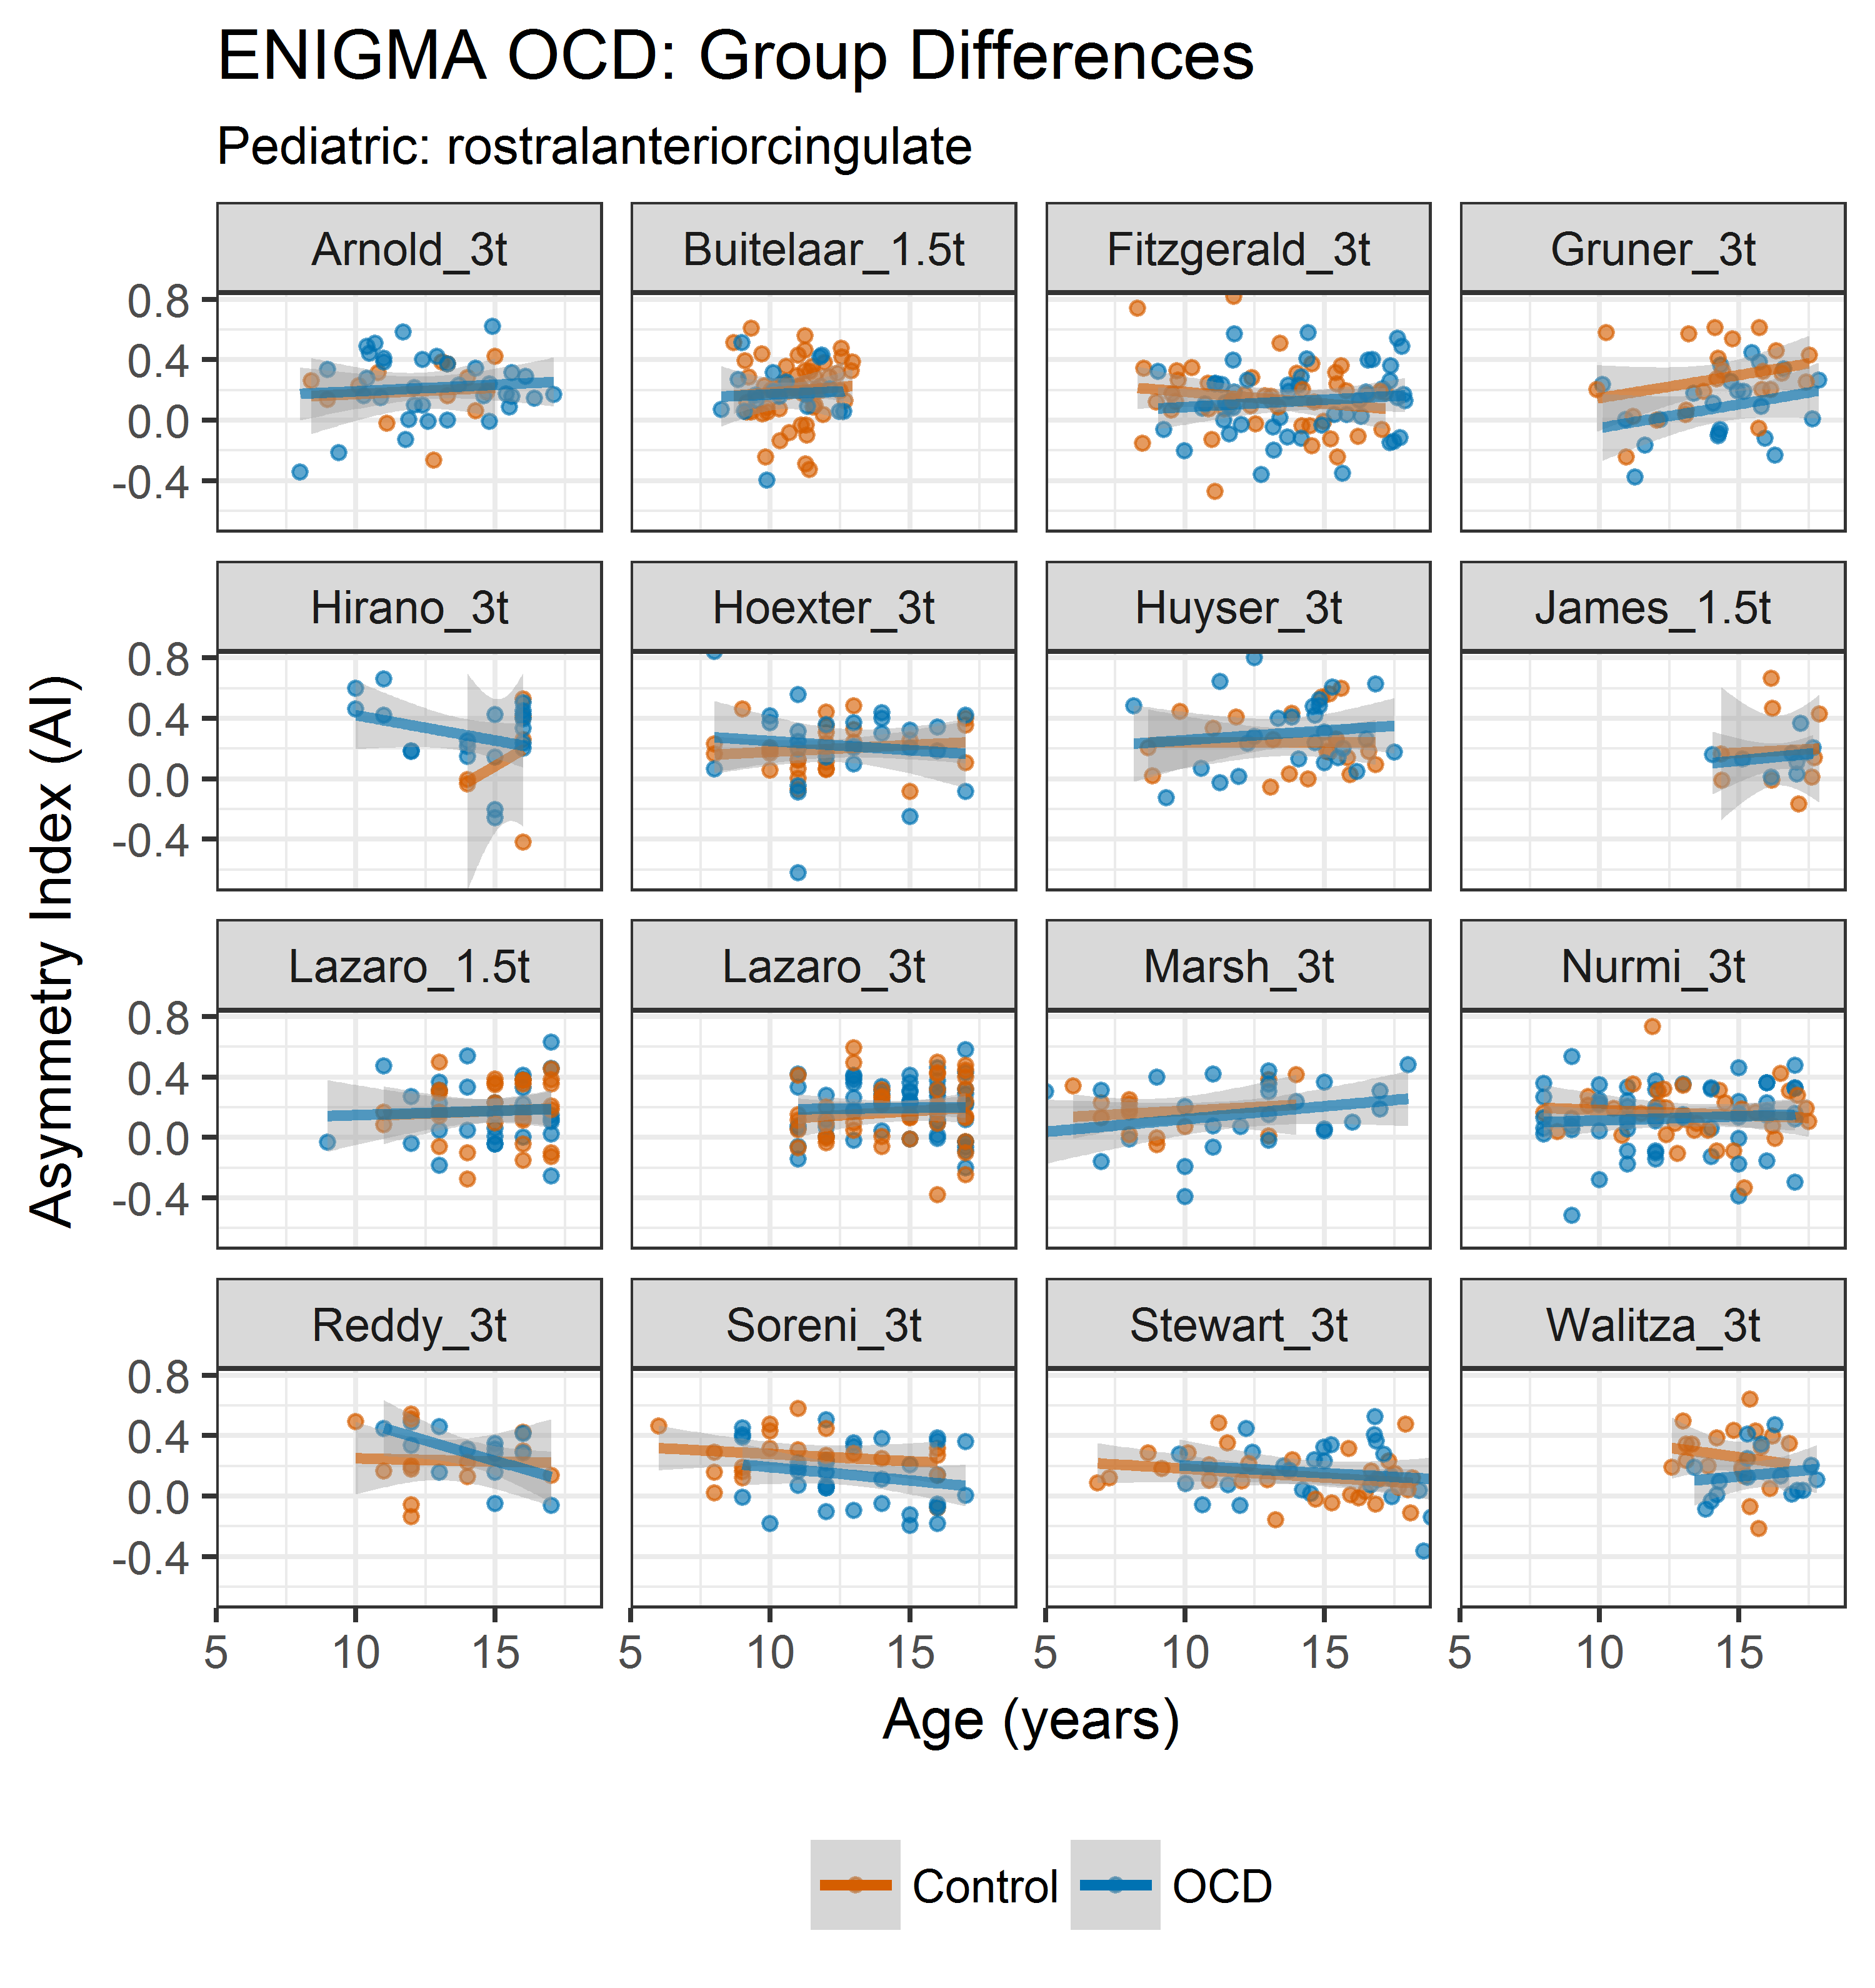 ENIGMA OCD: Group Differences
Pediatric: rostralanteriorcingulate
Arnold_3t Buitelaar_1.5t Fitzgerald_3t Gruner_3t
0.8
0.4
0.0
-0.4
Hirano_3t Hoexter_3t Huyser_3t James_1.5t
0.8
0.4
0.0
-0.4
Lazaro_1.5t Lazaro_3t Marsh_3t Nurmi_3t
0.8
0.4
0.0
-0.4
Reddy_3t Soreni_3t Stewart_3t Walitza_3t
0.8
0.4
0.0
-0.4
Asymmetry Index (AI)
5 10 15 5 10 15 5 10 15 5 10 15
Age (years)
Control OCD